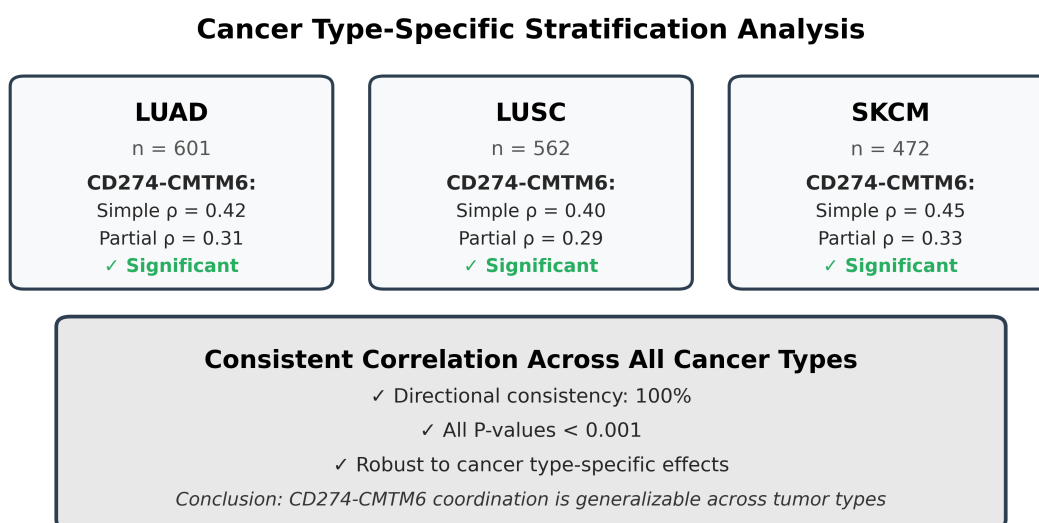 Cancer Type-Specific Stratification Analysis
LUAD
n = 601
CD274-CMTM6:
Simple ρ = 0.42
Partial ρ = 0.31
✓ Significant
LUSC
n = 562
CD274-CMTM6:
Simple ρ = 0.40
Partial ρ = 0.29
✓ Significant
SKCM
n = 472
CD274-CMTM6:
Simple ρ = 0.45
Partial ρ = 0.33
✓ Significant
Consistent Correlation Across All Cancer Types
✓ Directional consistency: 100%
✓ All P-values < 0.001
✓ Robust to cancer type-specific effects
Conclusion: CD274-CMTM6 coordination is generalizable across tumor types